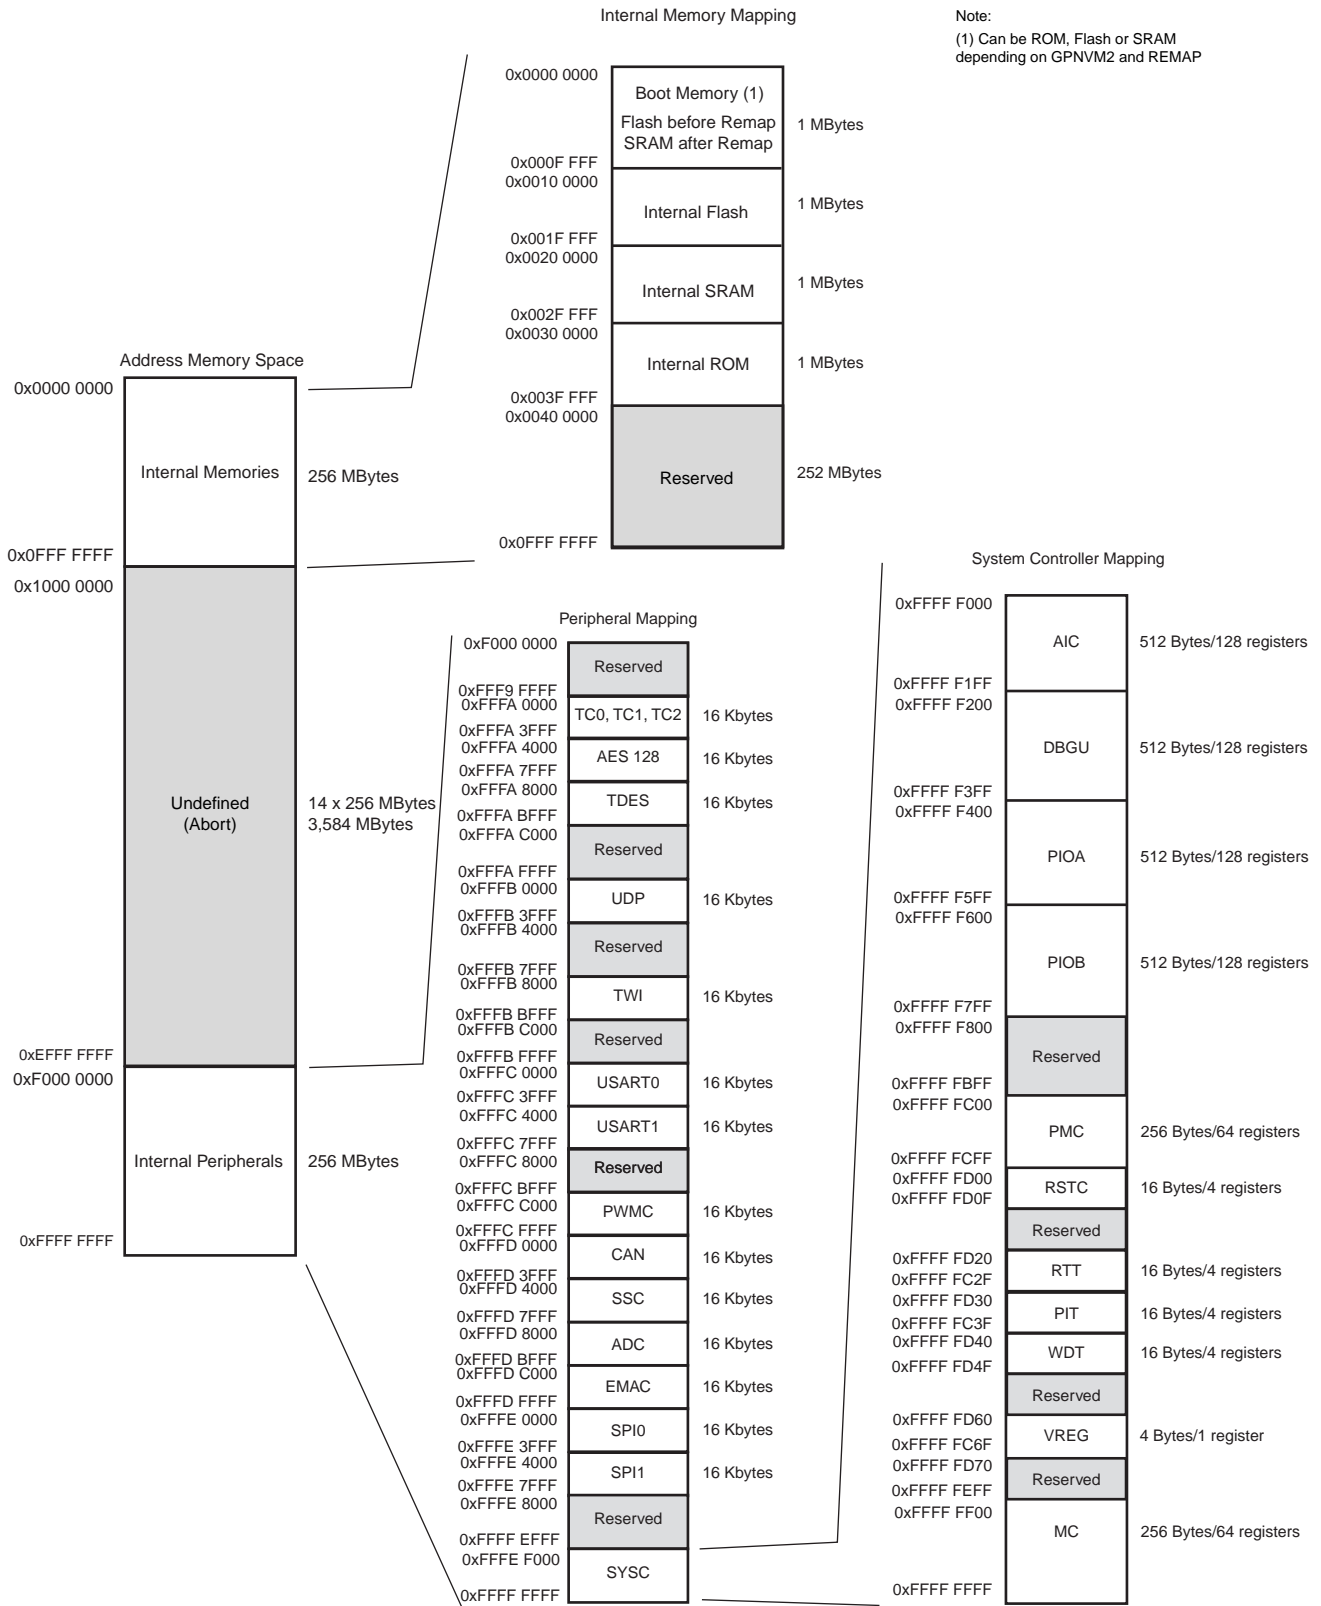 Internal Memory Mapping
Note:
(1) Can be ROM, Flash or SRAM
depending on GPNVM2 and REMAP
0x0000 0000
Boot Memory (1)
Flash before Remap
SRAM after Remap
1 MBytes
0x000F FFF
0x0010 0000
Internal Flash
1 MBytes
0x001F FFF
0x0020 0000
Internal SRAM
1 MBytes
0x002F FFF
0x0030 0000
Internal ROM
1 MBytes
0x003F FFF
0x0040 0000
Reserved
252 MBytes
0x0FFF FFFF
Address Memory Space
0x0000 0000
Internal Memories
256 MBytes
0x0FFF FFFF
0x1000 0000
Undefined
(Abort)
14 x 256 MBytes
3,584 MBytes
0xEFFF FFFF
0xF000 0000
Internal Peripherals
256 MBytes
0xFFFF FFFF
Peripheral Mapping
0xF000 0000
Reserved
0xFFF9 FFFF
0xFFFA 0000
TC0, TC1, TC2
16 Kbytes
0xFFFA 3FFF
0xFFFA 4000
AES 128
16 Kbytes
0xFFFA 7FFF
0xFFFA 8000
TDES
16 Kbytes
0xFFFA BFFF
0xFFFA C000
Reserved
0xFFFA FFFF
0xFFFB 0000
UDP
16 Kbytes
0xFFFB 3FFF
0xFFFB 4000
Reserved
0xFFFB 7FFF
0xFFFB 8000
TWI
16 Kbytes
0xFFFB BFFF
0xFFFB C000
Reserved
0xFFFB FFFF
0xFFFC 0000
USART0
16 Kbytes
0xFFFC 3FFF
0xFFFC 4000
USART1
16 Kbytes
0xFFFC 7FFF
0xFFFC 8000
Reserved
0xFFFC BFFF
0xFFFC C000
PWMC
16 Kbytes
0xFFFC FFFF
0xFFFD 0000
CAN
16 Kbytes
0xFFFD 3FFF
0xFFFD 4000
SSC
16 Kbytes
0xFFFD 7FFF
0xFFFD 8000
ADC
16 Kbytes
0xFFFD BFFF
0xFFFD C000
EMAC
16 Kbytes
0xFFFD FFFF
0xFFFE 0000
SPI0
16 Kbytes
0xFFFE 3FFF
0xFFFE 4000
SPI1
16 Kbytes
0xFFFE 7FFF
0xFFFE 8000
Reserved
0xFFFF EFFF
0xFFFE F000
SYSC
0xFFFF FFFF
System Controller Mapping
0xFFFF F000
AIC
512 Bytes/128 registers
0xFFFF F1FF
0xFFFF F200
DBGU
512 Bytes/128 registers
0xFFFF F3FF
0xFFFF F400
PIOA
512 Bytes/128 registers
0xFFFF F5FF
0xFFFF F600
PIOB
512 Bytes/128 registers
0xFFFF F7FF
0xFFFF F800
Reserved
0xFFFF FBFF
0xFFFF FC00
PMC
256 Bytes/64 registers
0xFFFF FCFF
0xFFFF FD00
RSTC
16 Bytes/4 registers
0xFFFF FD0F
Reserved
0xFFFF FD20
RTT
16 Bytes/4 registers
0xFFFF FC2F
0xFFFF FD30
PIT
16 Bytes/4 registers
0xFFFF FC3F
0xFFFF FD40
WDT
16 Bytes/4 registers
0xFFFF FD4F
Reserved
0xFFFF FD60
VREG
4 Bytes/1 register
0xFFFF FC6F
0xFFFF FD70
Reserved
0xFFFF FEFF
0xFFFF FF00
MC
256 Bytes/64 registers
0xFFFF FFFF